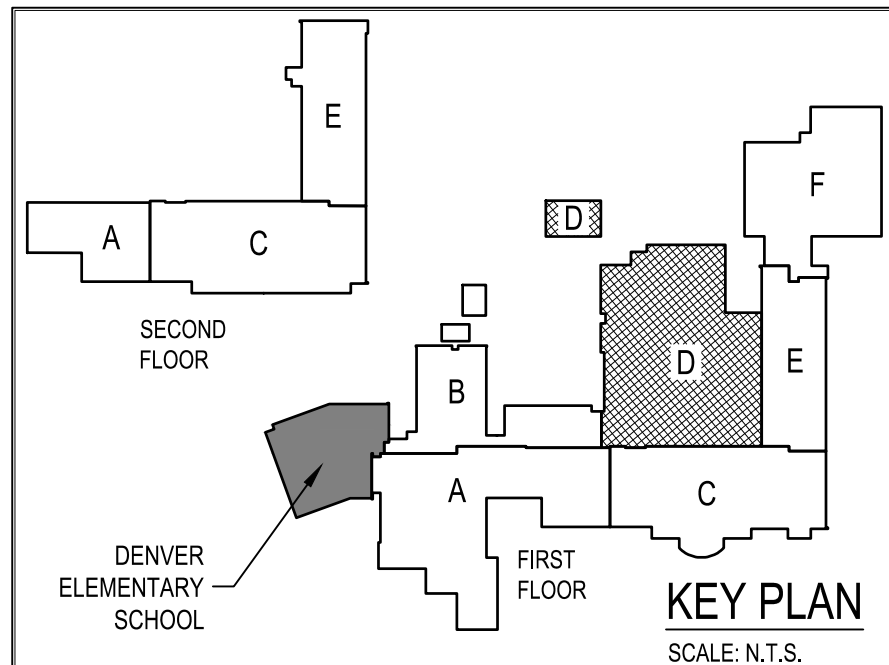 E
A
C
SECOND
FLOOR
F
D
D
E
B
A
C
DENVER
ELEMENTARY
SCHOOL
FIRST
FLOOR
KEY PLAN
SCALE: N.T.S.